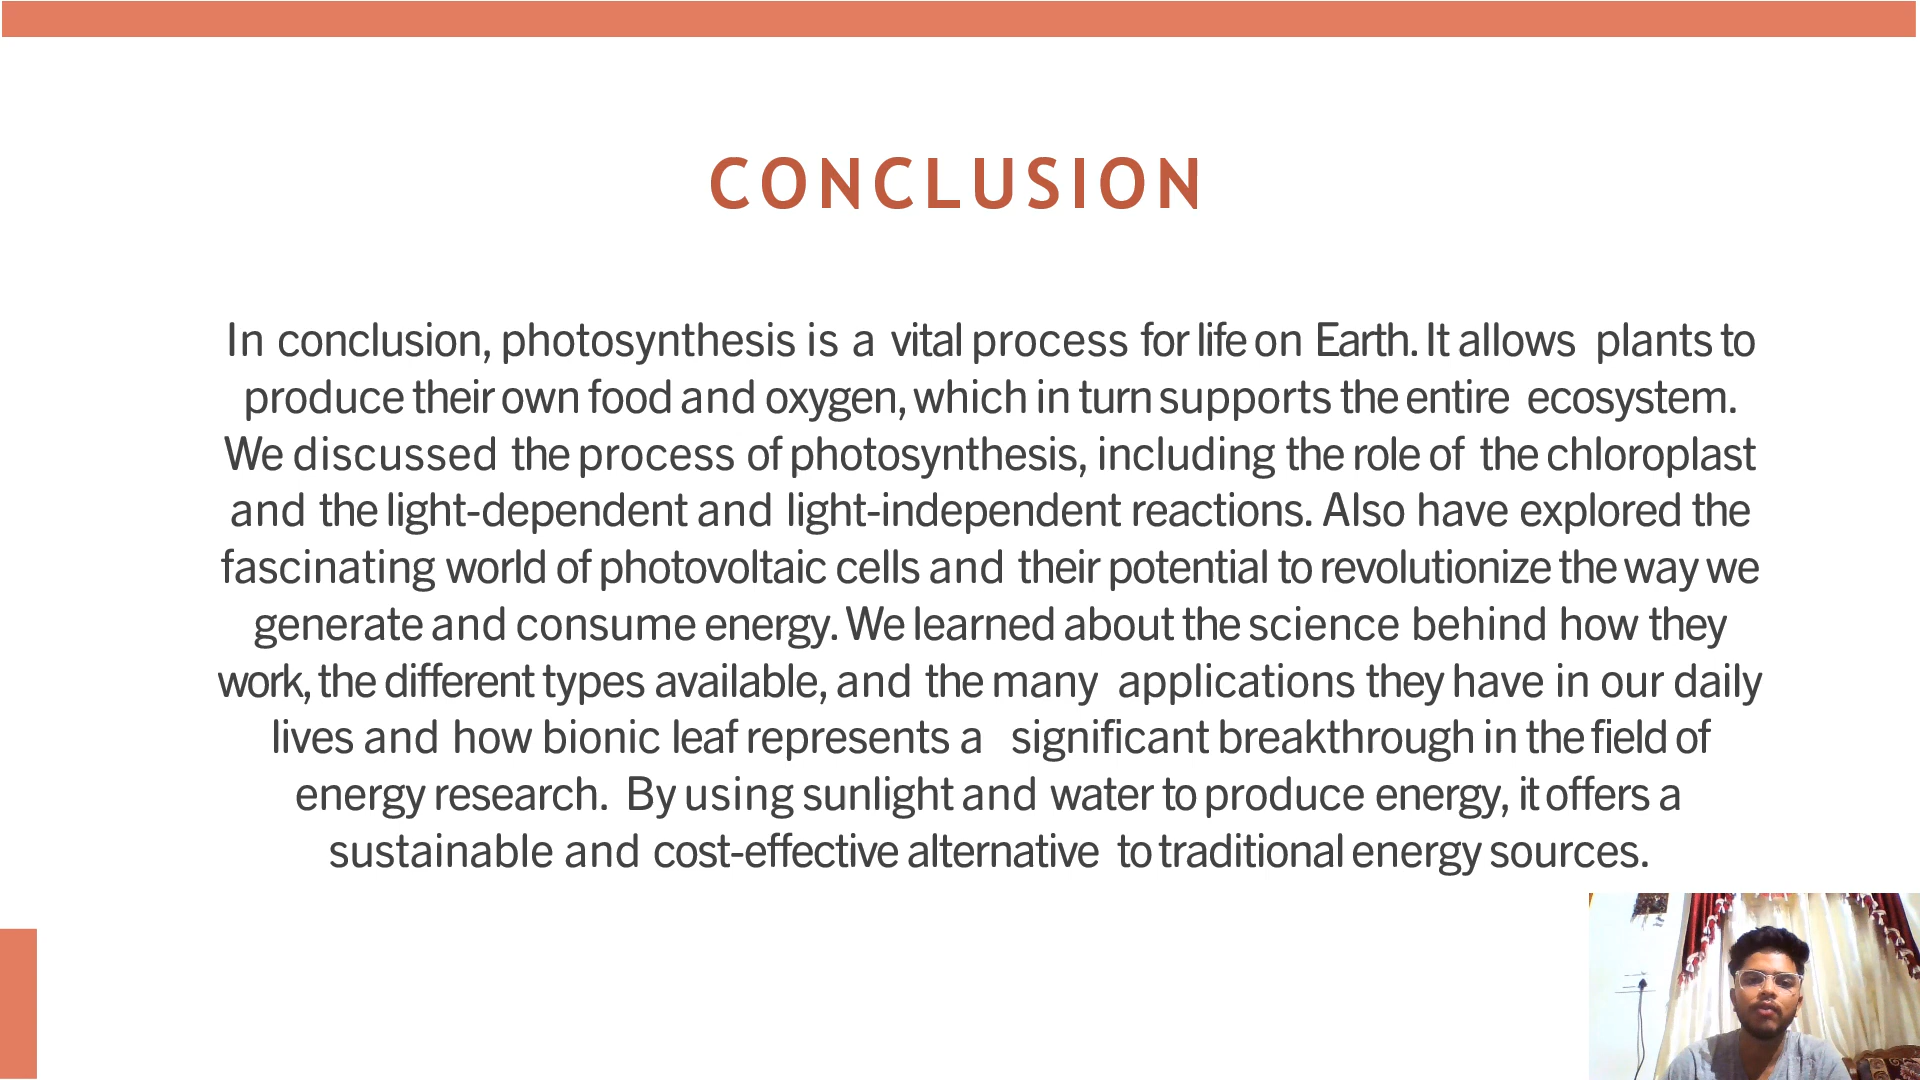 CONCLUSION
In conclusion, photosynthesis is a vital process for life on Earth. It allows plants to
produce their own food and oxygen, which in turn supports the entire ecosystem.
We discussed the process of photosynthesis, including the role of the chloroplast
and the light-dependent and light-independent reactions. Also have explored the
fascinating world of photovoltaic cells and their potential to revolutionize the way we
generate and consume energy. We learned about the science behind how they
work, the different types available, and the many applications they have in our daily
lives and how bionic leaf represents a significant breakthrough in the field of
energy research. By using sunlight and water to produce energy, it offers a
sustainable and cost-effective alternative to traditional energy sources.